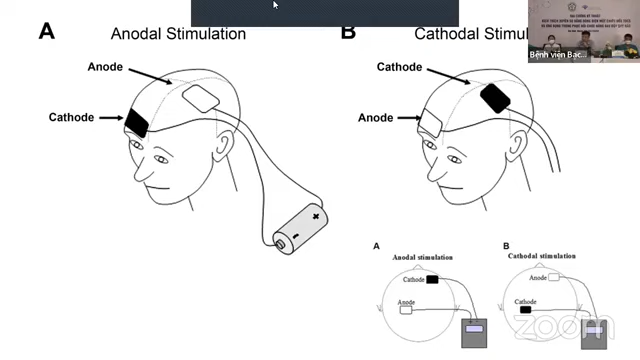 A Anodal Stimulation
Anode
Cathode
B Cathodal Stimu
Cathode
Anode
Bệnh viện Bạc...
+
-
A
Anodal stimulation
Cathode
Anode
B
Cathodal stimulation
Anode
Cathode
zoom